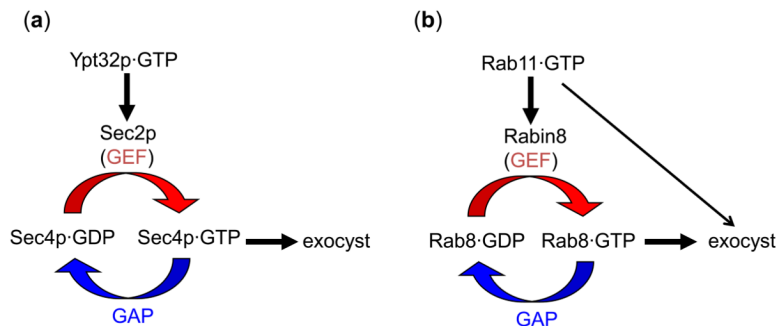 (a)
Ypt32p·GTP
Sec2p
(GEF)
Sec4p·GDP
Sec4p·GTP
exocyst
GAP
(b)
Rab11·GTP
Rabin8
(GEF)
Rab8·GDP
Rab8·GTP
exocyst
GAP